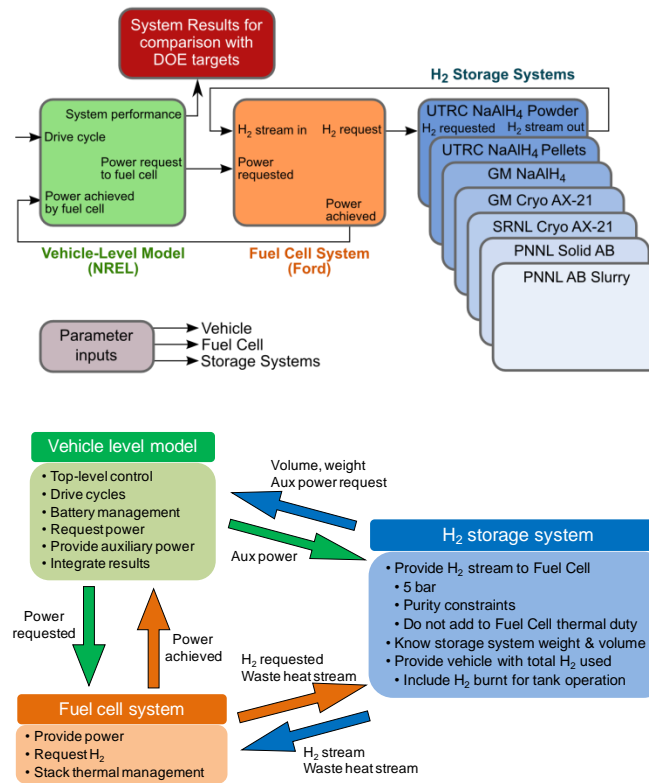 System Results for
comparison with
DOE targets
H₂ Storage Systems
System performance
Drive cycle
Power request
to fuel cell
Power achieved
by fuel cell
Vehicle-Level Model
(NREL)
H₂ stream in
H₂ request
Power
requested
Power
achieved
Fuel Cell System
(Ford)
UTRC NaAlH₄ Powder
H₂ requested
H₂ stream out
UTRC NaAlH₄ Pellets
GM NaAlH₄
GM Cryo AX-21
SRNL Cryo AX-21
PNNL Solid AB
PNNL AB Slurry
Parameter
inputs
Vehicle
Fuel Cell
Storage Systems
Vehicle level model
• Top-level control
• Drive cycles
• Battery management
• Request power
• Provide auxiliary power
• Integrate results
Volume, weight
Aux power request
Aux power
H₂ storage system
• Provide H₂ stream to Fuel Cell
• 5 bar
• Purity constraints
• Do not add to Fuel Cell thermal duty
• Know storage system weight & volume
• Provide vehicle with total H₂ used
• Include H₂ burnt for tank operation
Power
requested
Power
achieved
H₂ requested
Waste heat stream
Fuel cell system
• Provide power
• Request H₂
• Stack thermal management
H₂ stream
Waste heat stream